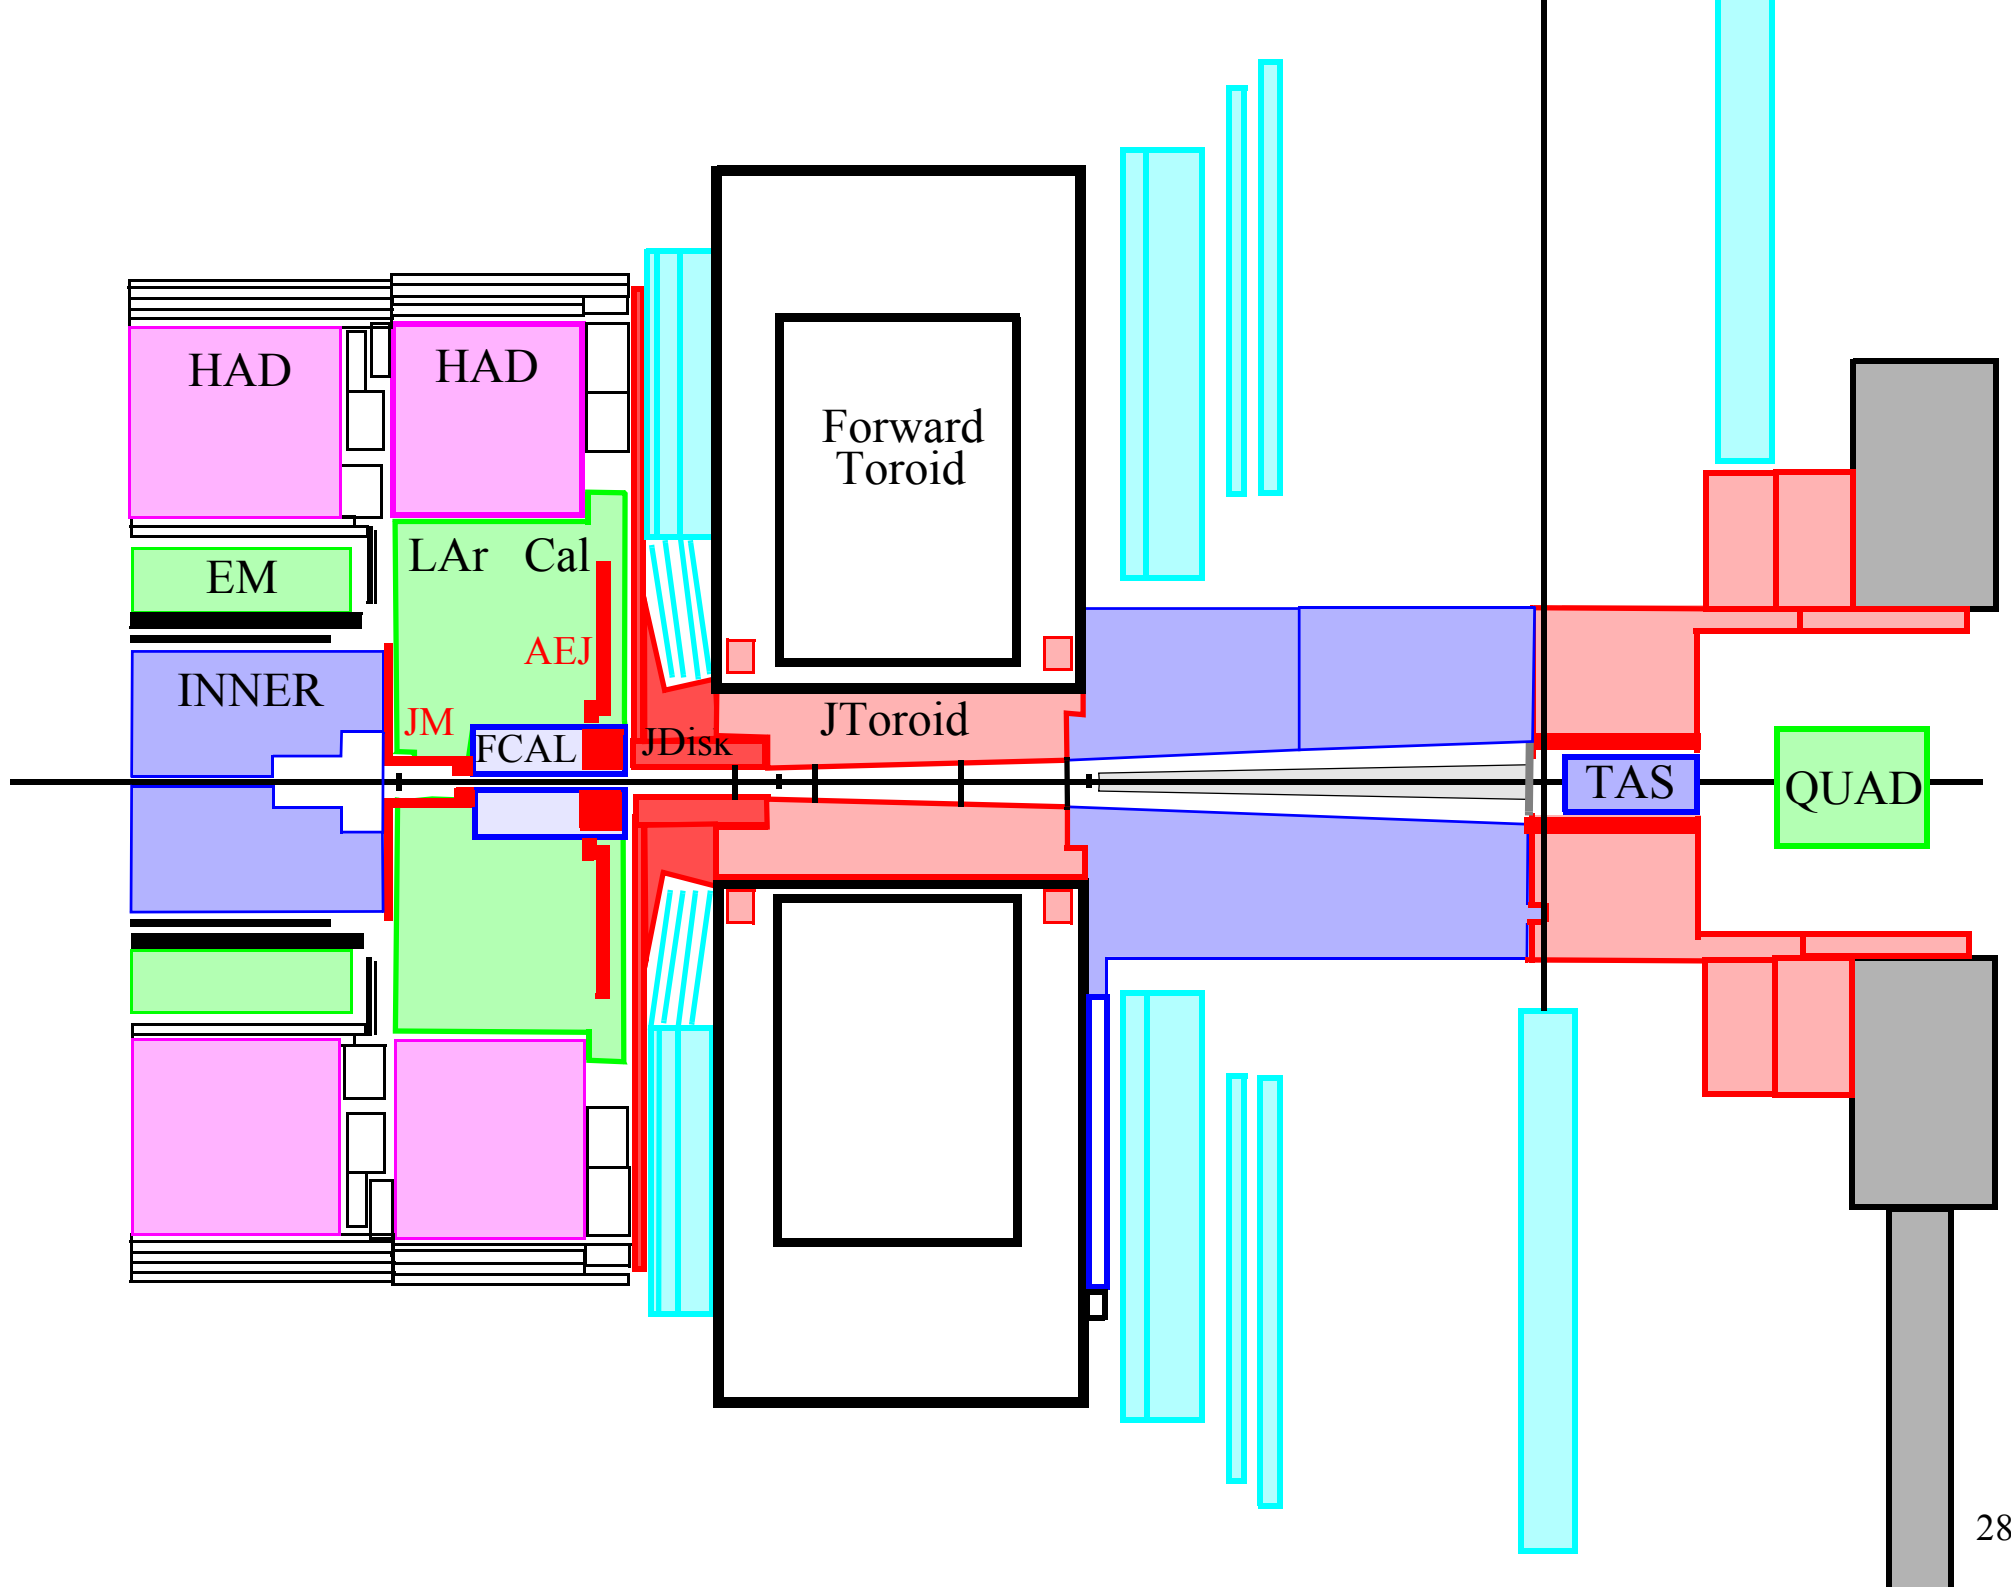 HAD
HAD
Forward
Toroid
LAr Cal
EM
AEJ
INNER
JM
JToroid
FCAL
JDisk
TAS
QUAD
28